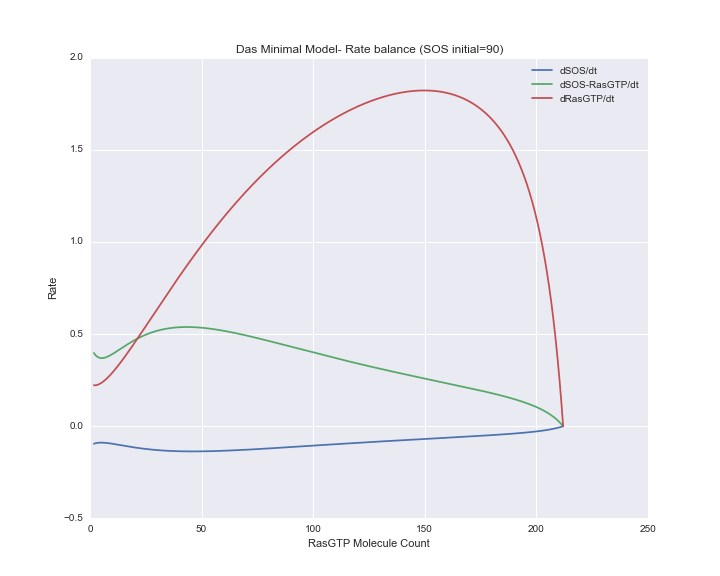 Das Minimal Model- Rate balance (SOS initial=90)
dSOS/dt
dSOS-RasGTP/dt
dRasGTP/dt
2.0
1.5
1.0
0.5
0.0
−0.5
Rate
0 50 100 150 200 250
RasGTP Molecule Count